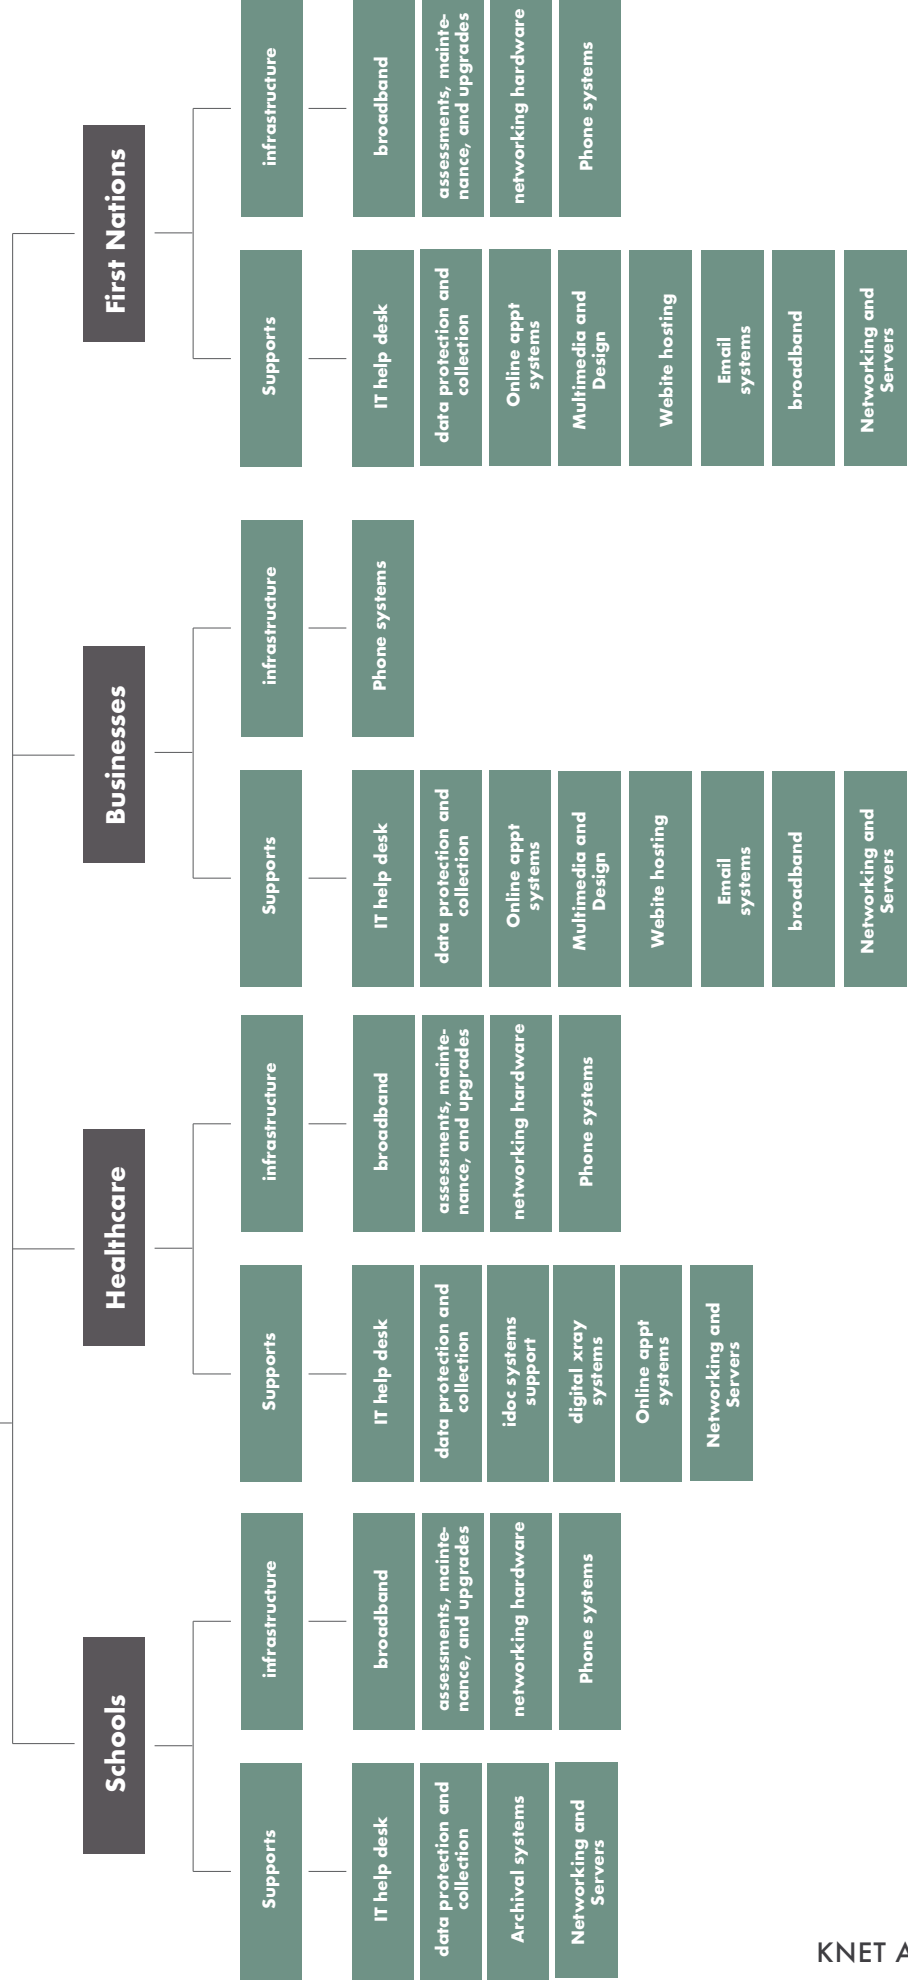 Schools
Supports
IT help desk
data protection and
collection
Archival systems
Networking and
Servers
infrastructure
broadband
assessments, mainte-
nance, and upgrades
networking hardware
Phone systems
Healthcare
Supports
IT help desk
data protection and
collection
idoc systems
support
digital xray
systems
Online appt
systems
Networking and
Servers
infrastructure
broadband
assessments, mainte-
nance, and upgrades
networking hardware
Phone systems
Businesses
Supports
IT help desk
data protection and
collection
Online appt
systems
Multimedia and
Design
Webite hosting
Email
systems
broadband
Networking and
Servers
infrastructure
Phone systems
First Nations
Supports
IT help desk
data protection and
collection
Online appt
systems
Multimedia and
Design
Webite hosting
Email
systems
broadband
Networking and
Servers
infrastructure
broadband
assessments, mainte-
nance, and upgrades
networking hardware
Phone systems
KNET A